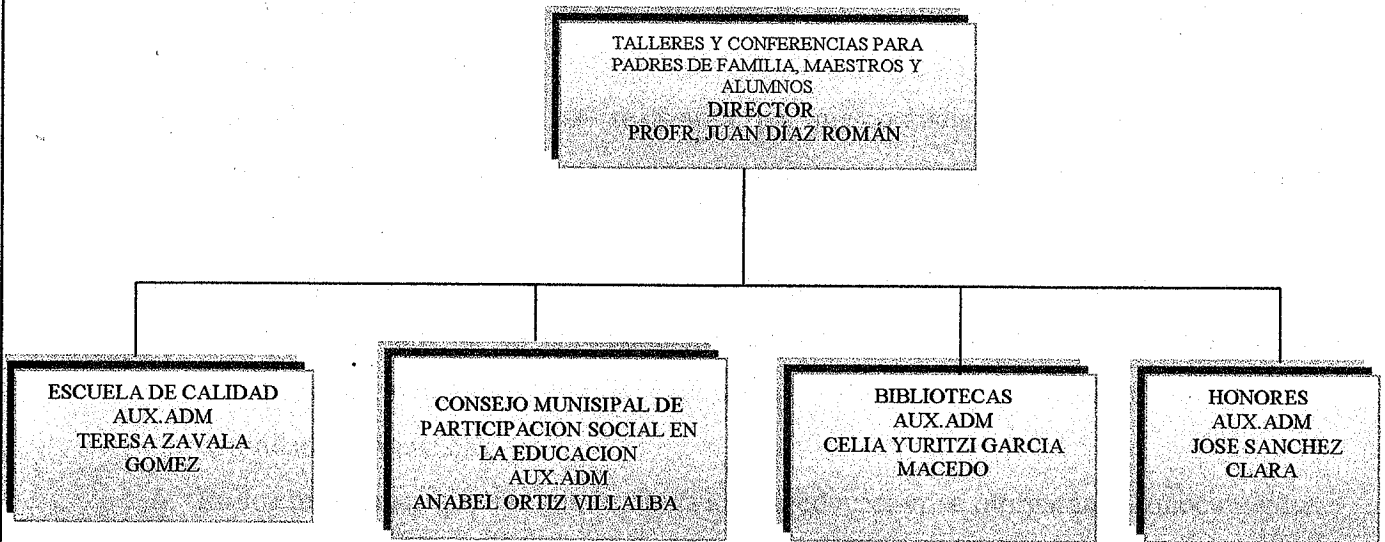 TALLERES Y CONFERENCIAS PARA
PADRES DE FAMILIA, MAESTROS Y
ALUMNOS
DIRECTOR
PROFR, JUAN DÍAZ ROMÁN
ESCUELA DE CALIDAD
AUX.ADM
TERESA ZAVALA
GOMEZ
CONSEJO MUNISIPAL DE
PARTICIPACION SOCIAL EN
LA EDUCACION
AUX.ADM
ANABEL ORTIZ VILLALBA
BIBLIOTECAS
AUX.ADM
CELIA YURITZI GARCIA
MACEDO
HONORES
AUX.ADM
JOSE SANCHEZ
CLARA